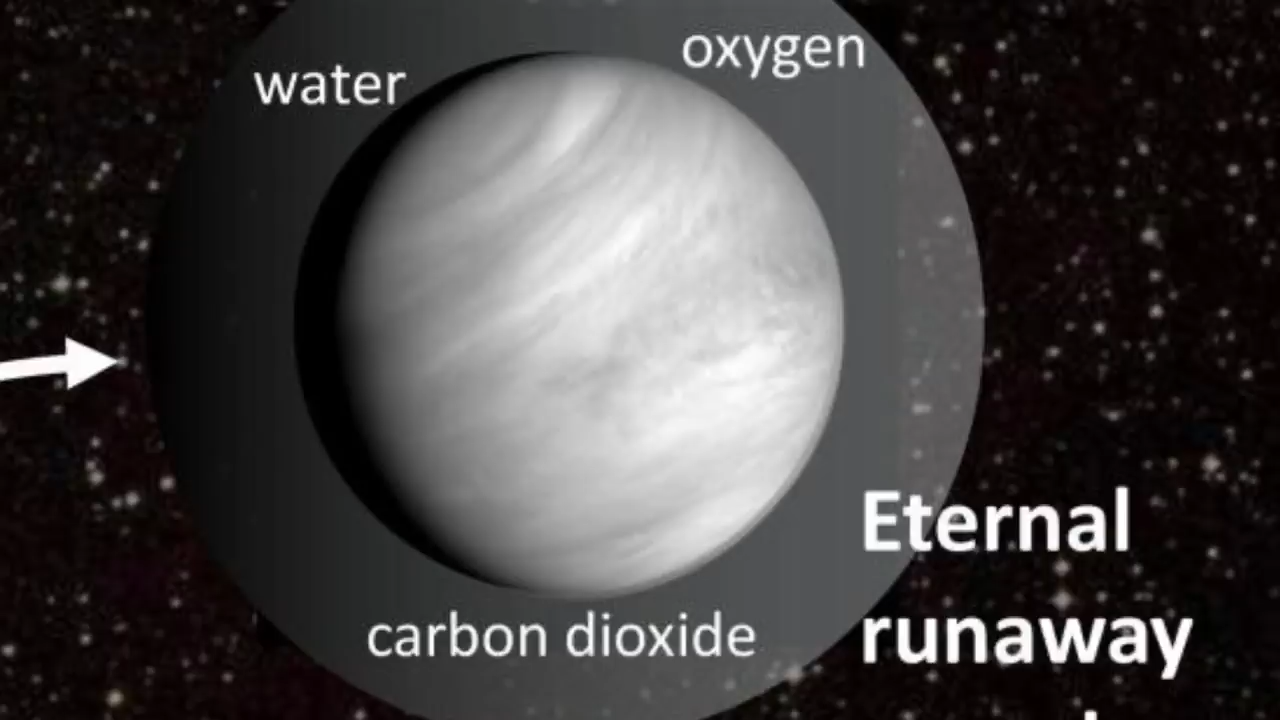 water
oxygen
carbon dioxide
Eternal
runaway